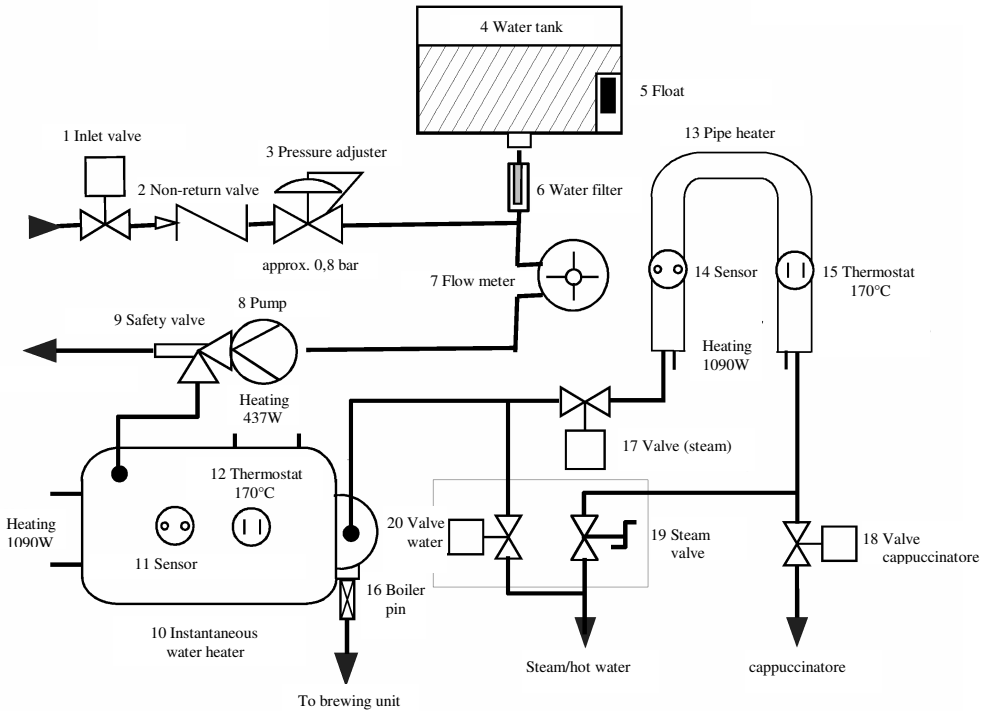 4 Water tank
5 Float
1 Inlet valve
13 Pipe heater
3 Pressure adjuster
2 Non-return valve
6 Water filter
approx. 0,8 bar
7 Flow meter
14 Sensor
15 Thermostat
170°C
8 Pump
9 Safety valve
Heating
1090W
Heating
437W
17 Valve (steam)
12 Thermostat
170°C
Heating
1090W
11 Sensor
20 Valve
water
19 Steam
valve
18 Valve
cappuccinatore
16 Boiler
pin
10 Instantaneous
water heater
Steam/hot water
cappuccinatore
To brewing unit